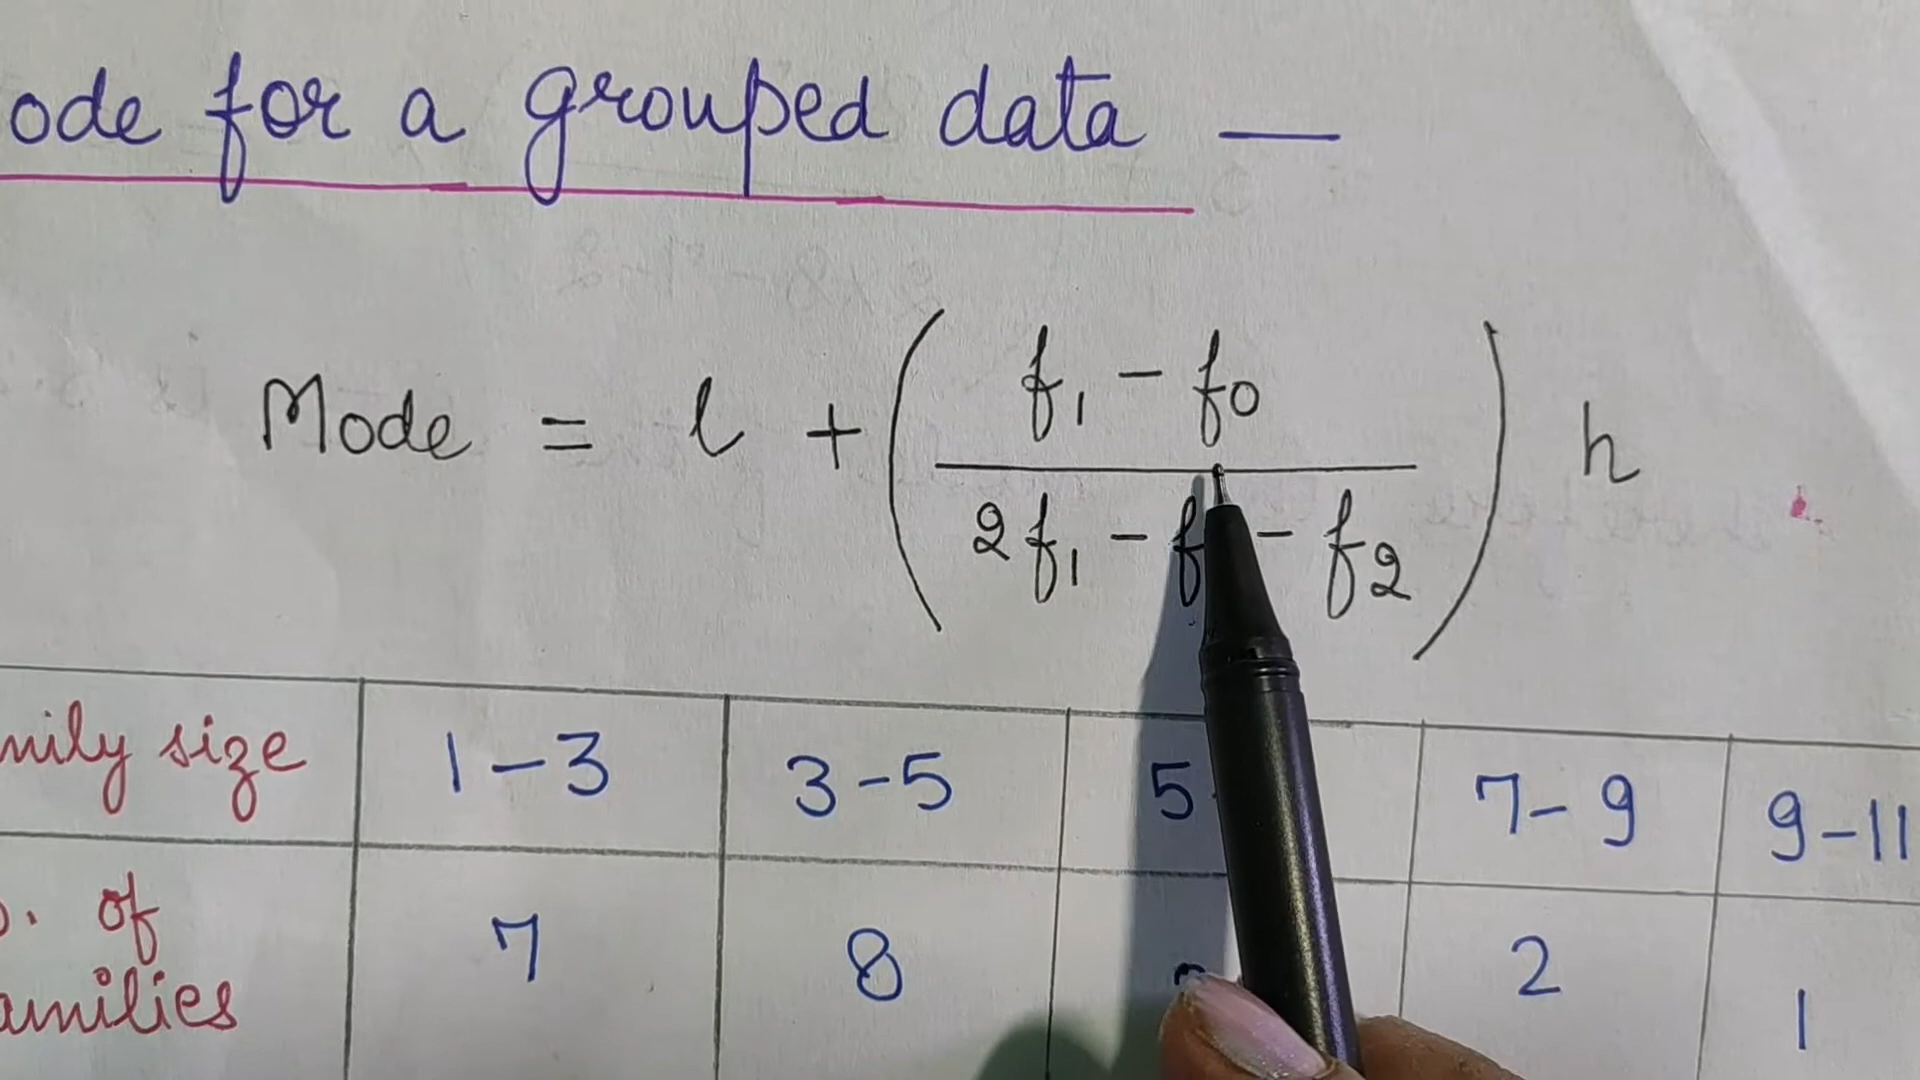 ode for a grouped data —
Mode = l + ( f₁ - f₀ / 2f₁ - f - f₂ ) h
mily size 1-3 3-5 5 7-9 9-11
o. of
amilies 7 8 2 1